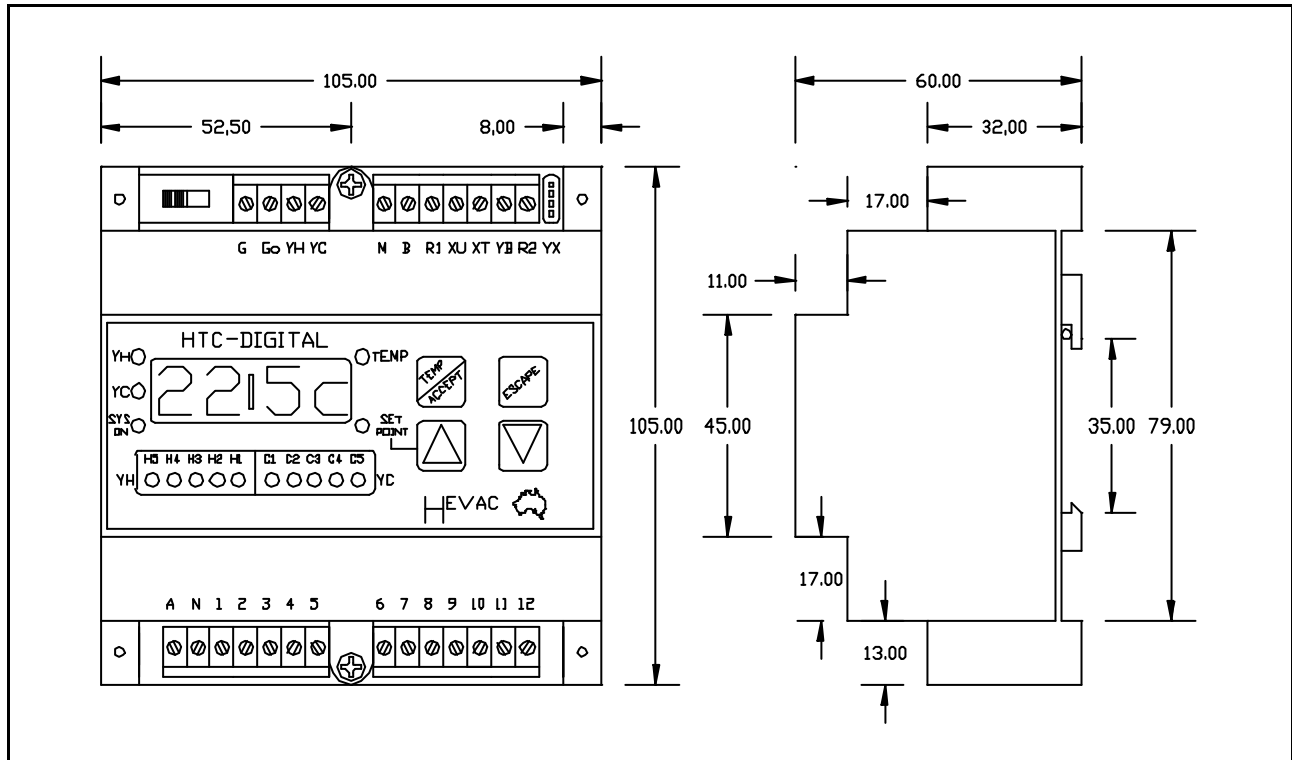 105.00
60.00
52,50
8,00
32,00
17.00
G Go YH YC
N B R1 XU XT YB R2 YX
11.00
HTC-DIGITAL
YH
TEMP
22.5c
TEMP
ACCEPT
ESCAPE
YC
SYS
ON
SET
POINT
105.00
45.00
35.00
79.00
H5 H4 H3 H2 H1 C1 C2 C3 C4 C5
YH
YC
HEVAC
17.00
A N 1 2 3 4 5
6 7 8 9 10 11 12
13.00